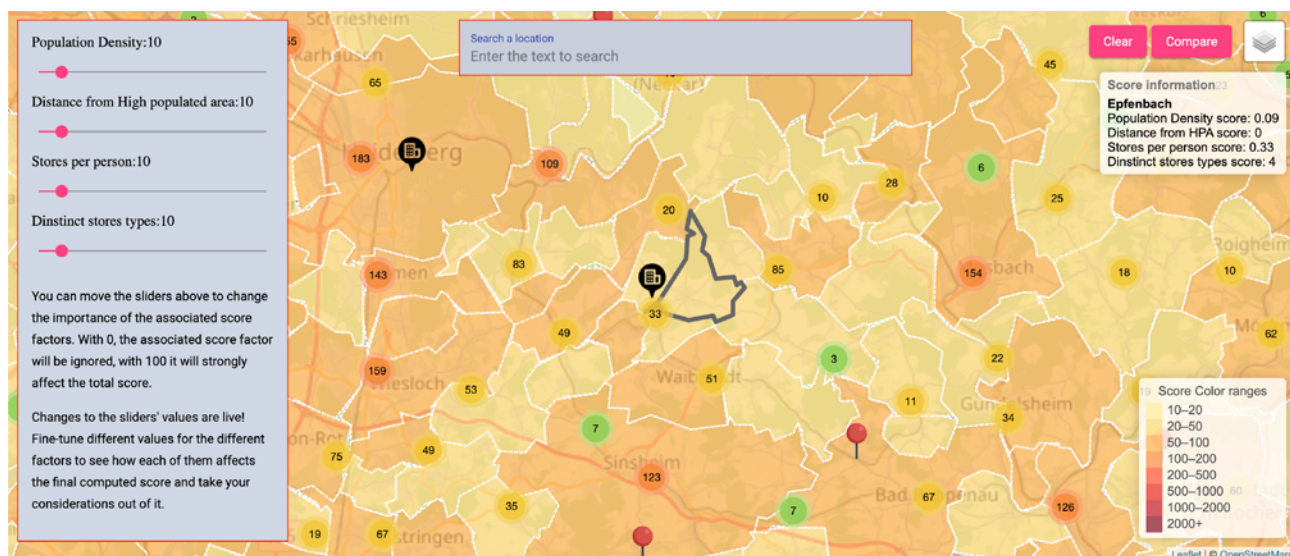 Population Density:10
Distance from High populated area:10
Stores per person:10
Dinstinct stores types:10
You can move the sliders above to change
the importance of the associated score
factors. With 0, the associated score factor
will be ignored, with 100 it will strongly
affect the total score.
Changes to the sliders' values are live!
Fine-tune different values for the different
factors to see how each of them affects
the final computed score and take your
considerations out of it.
Search a location
Enter the text to search
Clear
Compare
Score information
Epfenbach
Population Density score: 0.09
Distance from HPA score: 0
Stores per person score: 0.33
Dinstinct stores types score: 4
Schriesheim
65
(Neckar)
45
6
23
183
109
6
28
10
25
20
Roigheim
143
83
85
154
18
10
33
49
62
3
22
159
Wiesloch
53
51
11
34
Gundelsheim
7
75
49
Sinsheim
123
35
7
67
126
60
19
67
Score Color ranges
10–20
20–50
50–100
100–200
200–500
500–1000
1000–2000
2000+
Leaflet | © OpenStreetMap